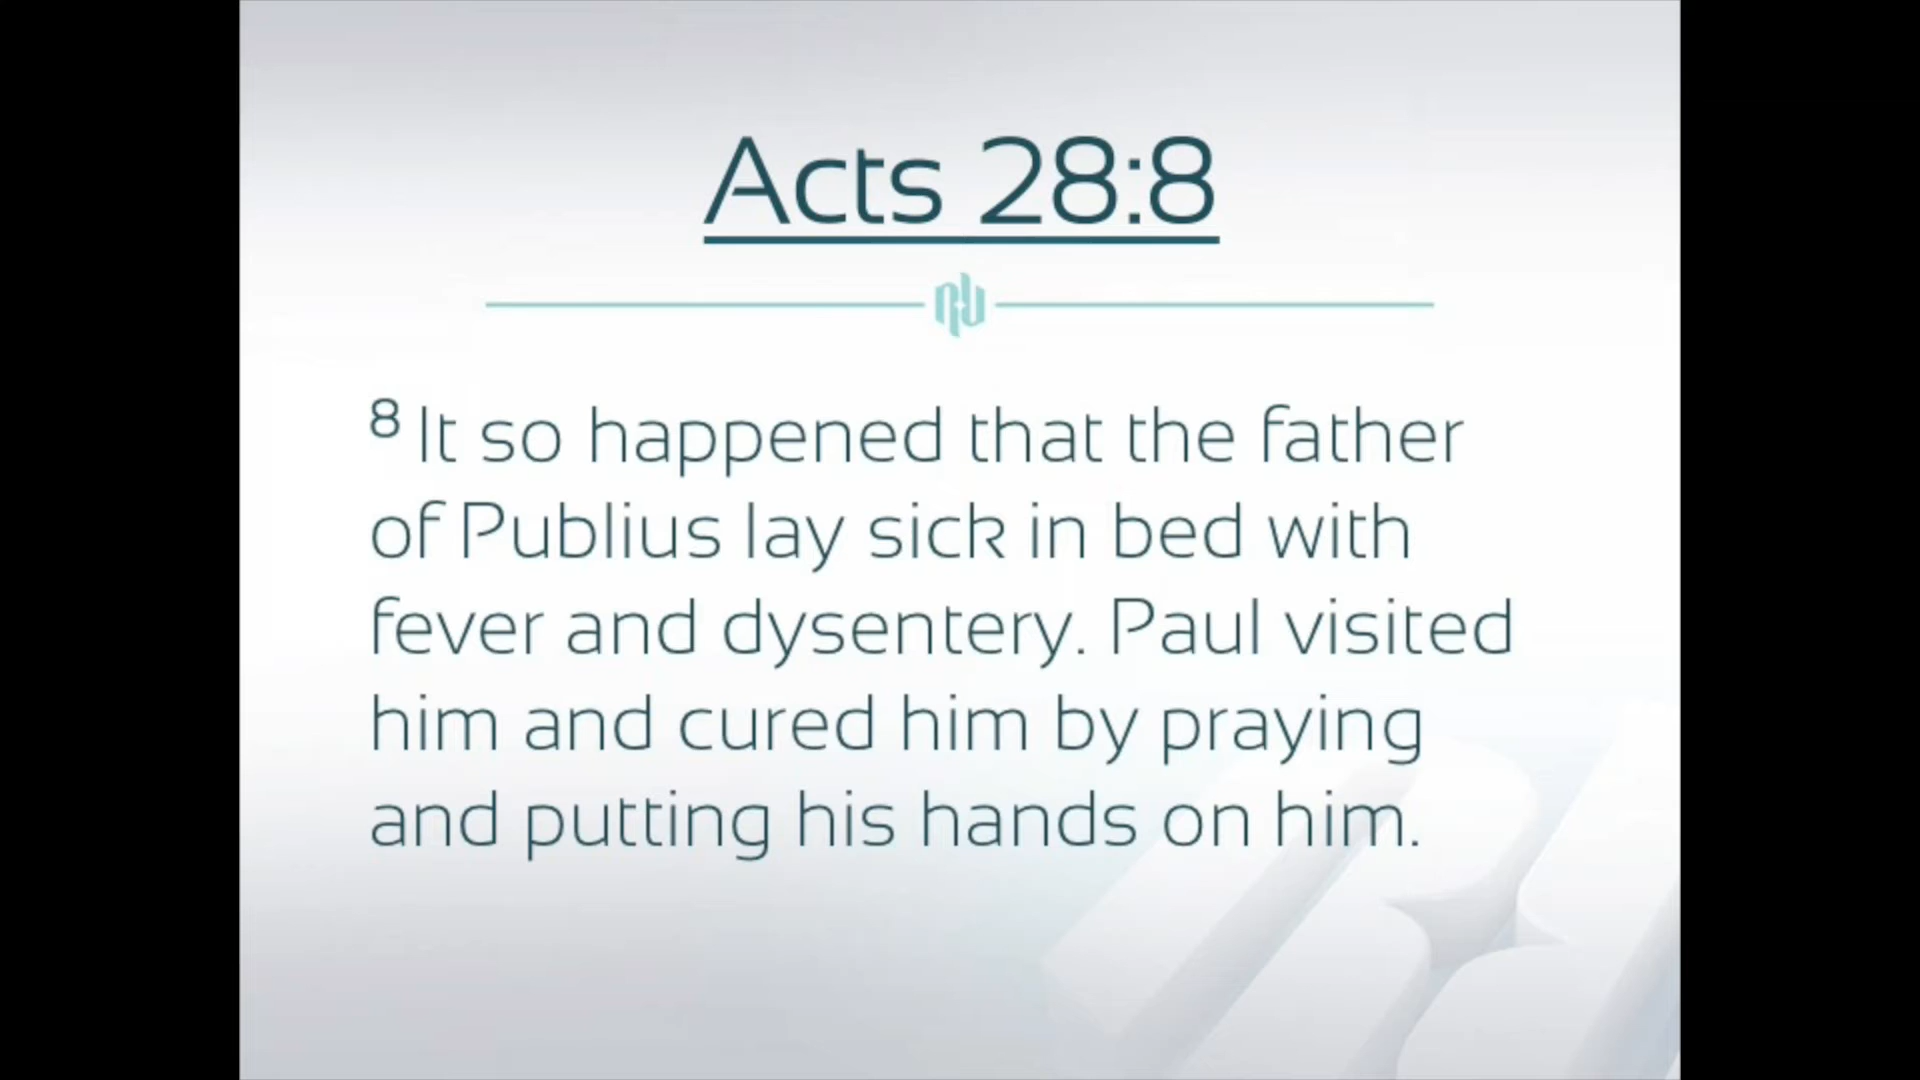 Acts 28:8
8 It so happened that the father
of Publius lay sick in bed with
fever and dysentery. Paul visited
him and cured him by praying
and putting his hands on him.